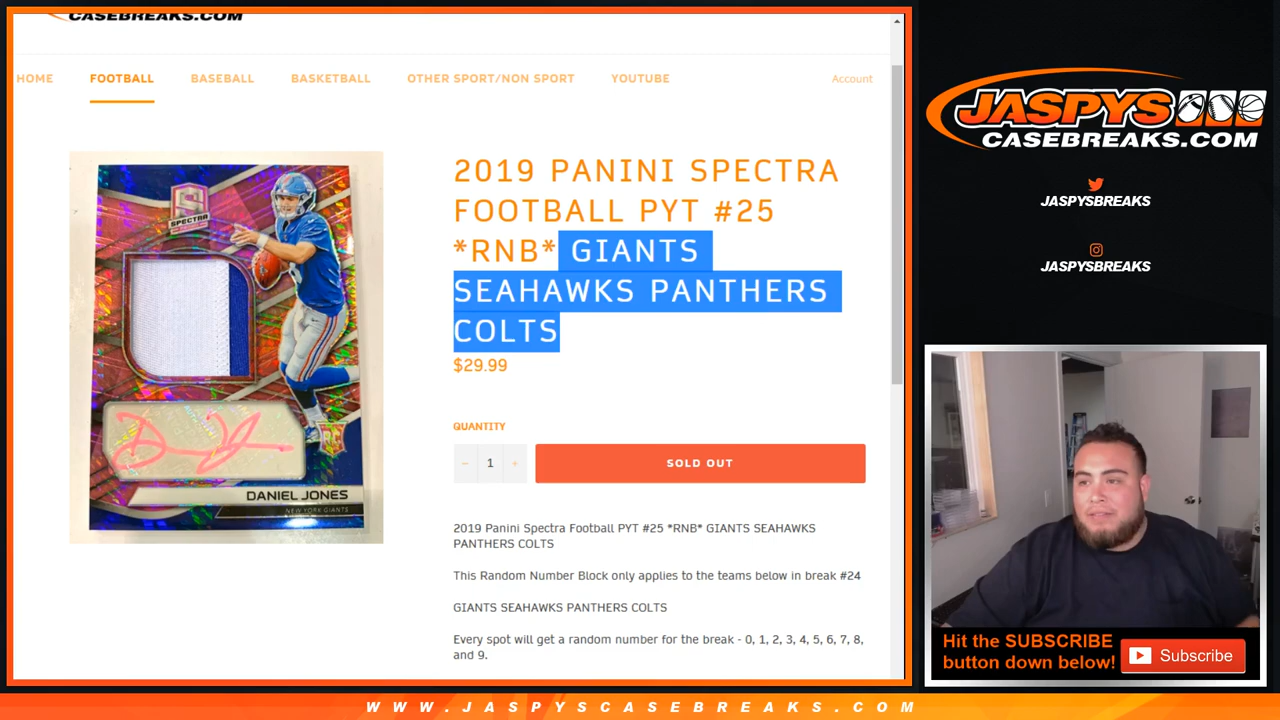 CASEBREAKS.COM
HOME FOOTBALL BASEBALL BASKETBALL OTHER SPORT/NON SPORT YOUTUBE Account
SPECTRA
DANIEL JONES
NEW YORK GIANTS
2019 PANINI SPECTRA
FOOTBALL PYT #25
*RNB* GIANTS
SEAHAWKS PANTHERS
COLTS
$29.99
QUANTITY
− 1 +
SOLD OUT
2019 Panini Spectra Football PYT #25 *RNB* GIANTS SEAHAWKS
PANTHERS COLTS
This Random Number Block only applies to the teams below in break #24
GIANTS SEAHAWKS PANTHERS COLTS
Every spot will get a random number for the break - 0, 1, 2, 3, 4, 5, 6, 7, 8,
and 9.
JASPYS
CASEBREAKS.COM
JASPYSBREAKS
JASPYSBREAKS
Hit the SUBSCRIBE
button down below!
Subscribe
WWW.JASPYSCASEBREAKS.COM